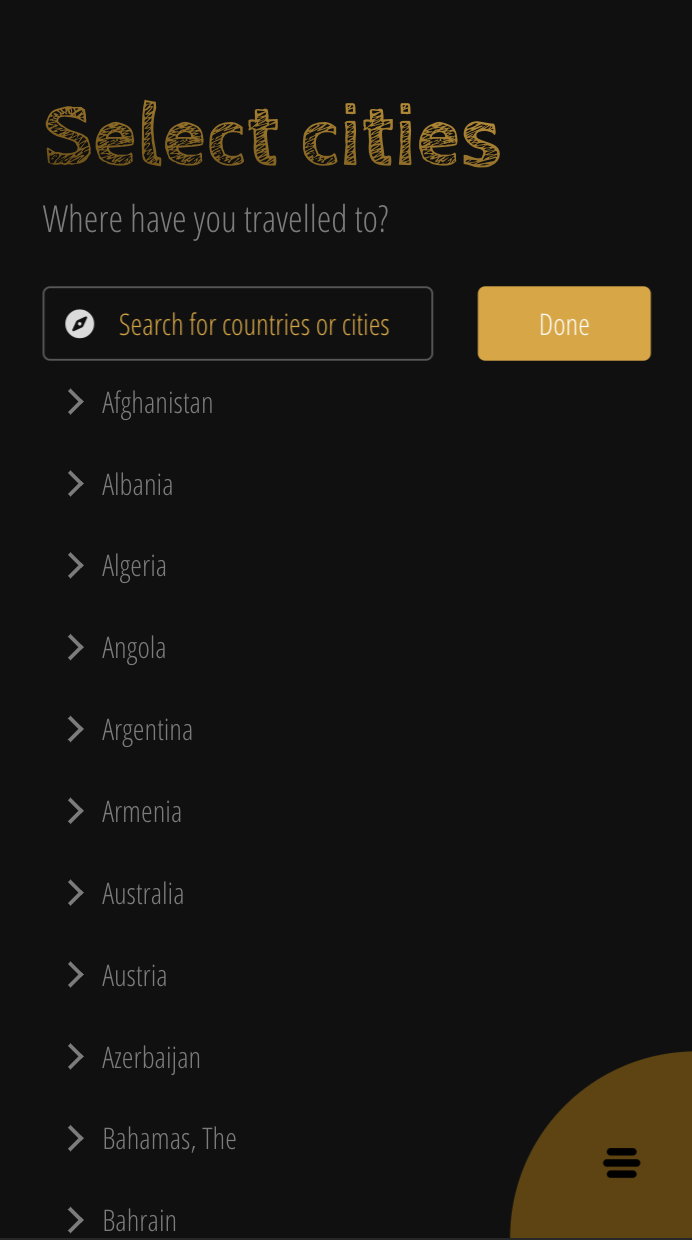 Select cities
Where have you travelled to?
Search for countries or cities
Done
Afghanistan
Albania
Algeria
Angola
Argentina
Armenia
Australia
Austria
Azerbaijan
Bahamas, The
Bahrain